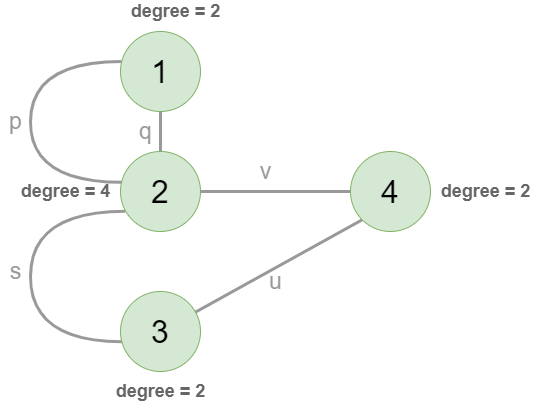 degree = 2
1
p
q
degree = 4
2
v
4
degree = 2
s
u
3
degree = 2